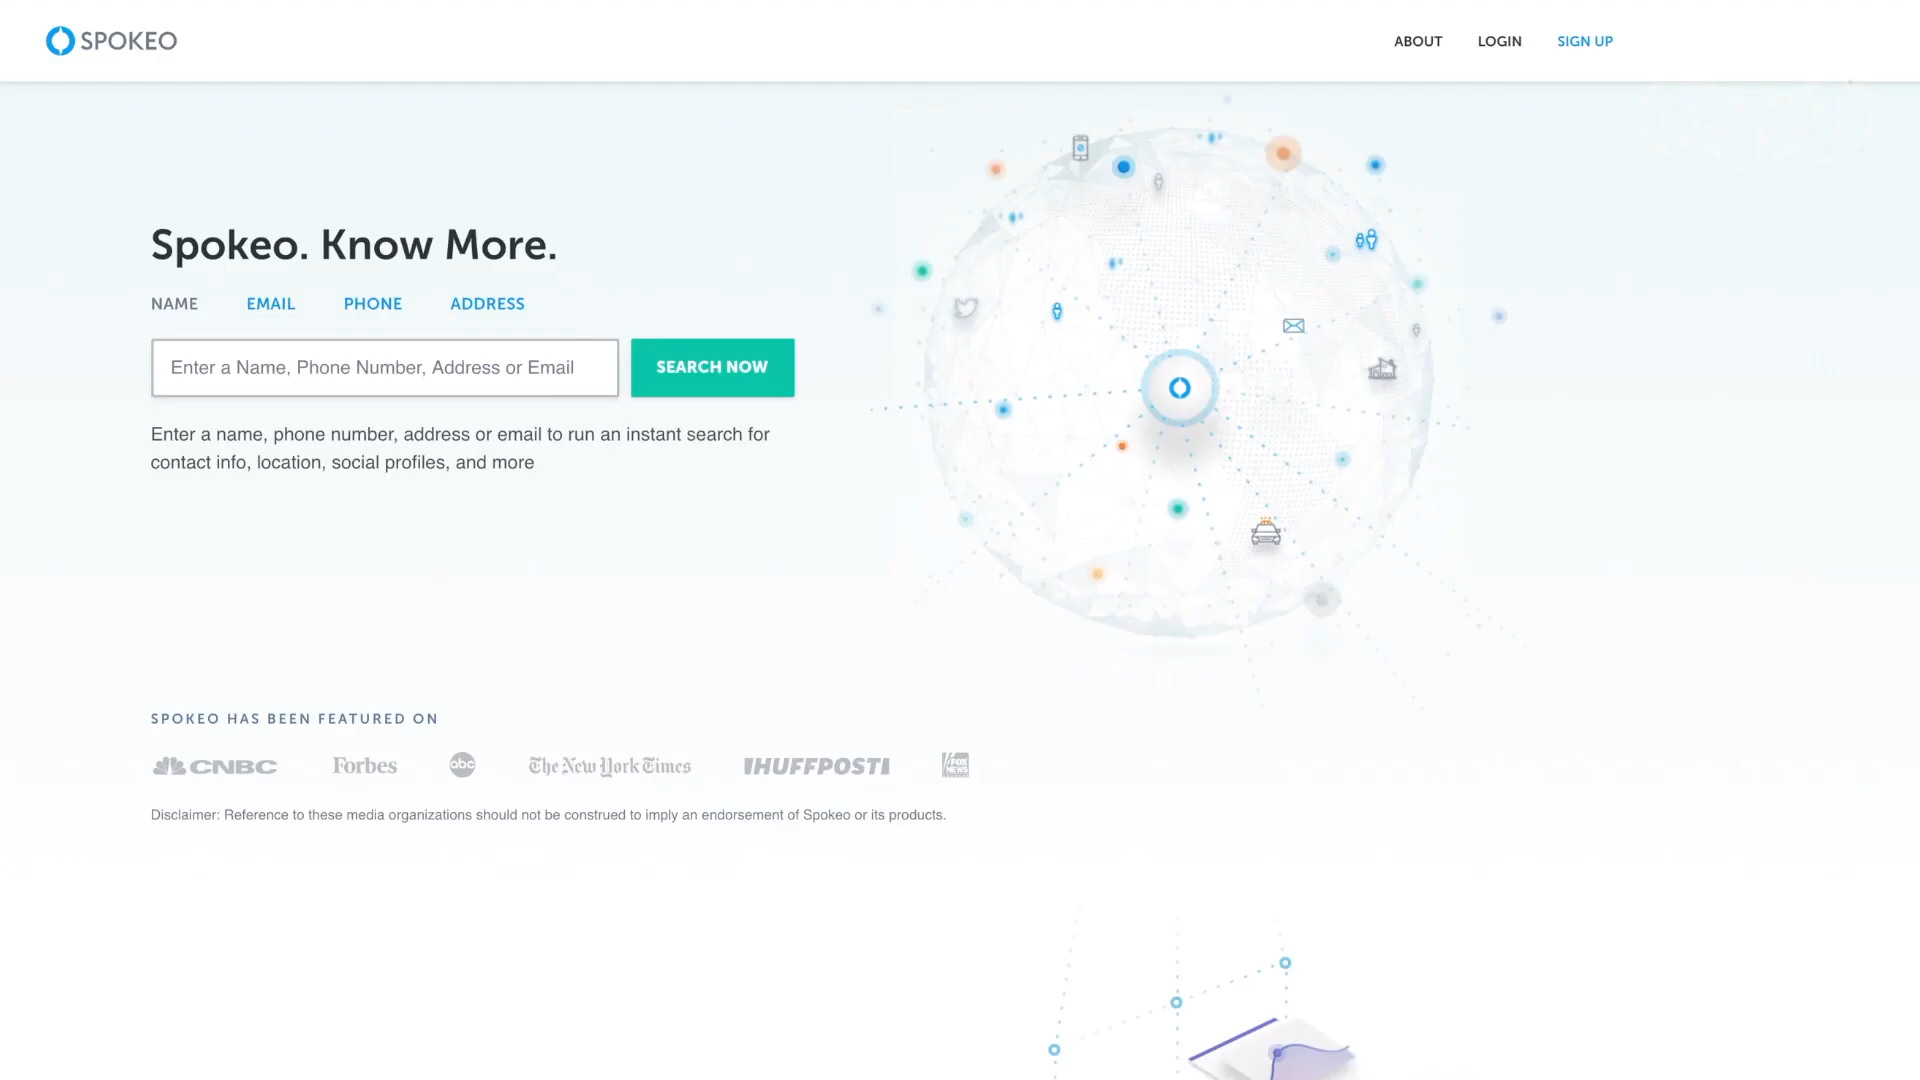 SPOKEO
ABOUT LOGIN SIGN UP
Spokeo. Know More.
NAME EMAIL PHONE ADDRESS
Enter a Name, Phone Number, Address or Email
SEARCH NOW
Enter a name, phone number, address or email to run an instant search for
contact info, location, social profiles, and more
SPOKEO HAS BEEN FEATURED ON
CNBC Forbes abc The New York Times HUFFPOST FOX NEWS
Disclaimer: Reference to these media organizations should not be construed to imply an endorsement of Spokeo or its products.